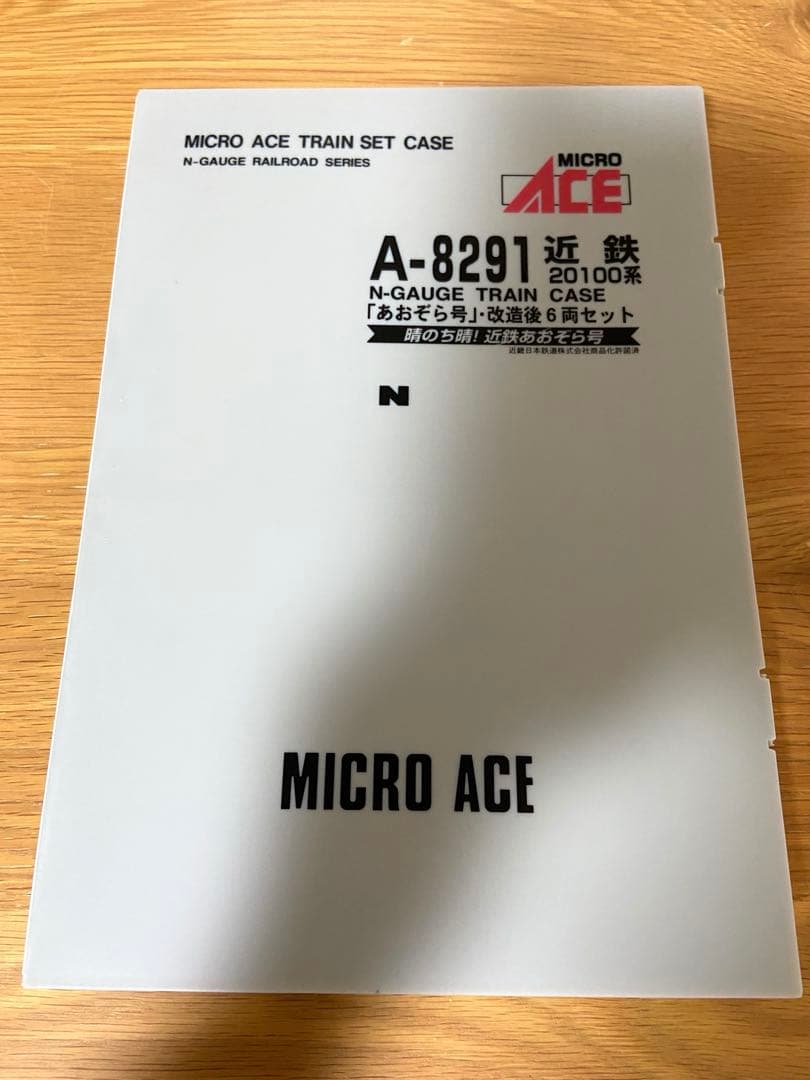 MICRO ACE TRAIN SET CASE
N-GAUGE RAILROAD SERIES
MICRO
ACE
A-8291 近鉄
20100系
N-GAUGE TRAIN CASE
「あおぞら号」・改造後6両セット
晴のち晴! 近鉄あおぞら号
近畿日本鉄道株式会社商品化許諾済
N
MICRO ACE